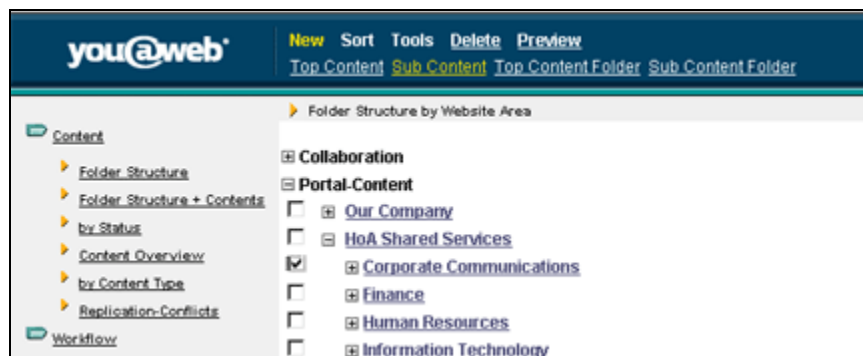 you@web
New Sort Tools Delete Preview
Top Content Sub Content Top Content Folder Sub Content Folder
Folder Structure by Website Area
Content
Folder Structure
Folder Structure + Contents
by Status
Content Overview
by Content Type
Replication-Conflicts
Workflow
Collaboration
Portal-Content
Our Company
HoA Shared Services
Corporate Communications
Finance
Human Resources
Information Technology